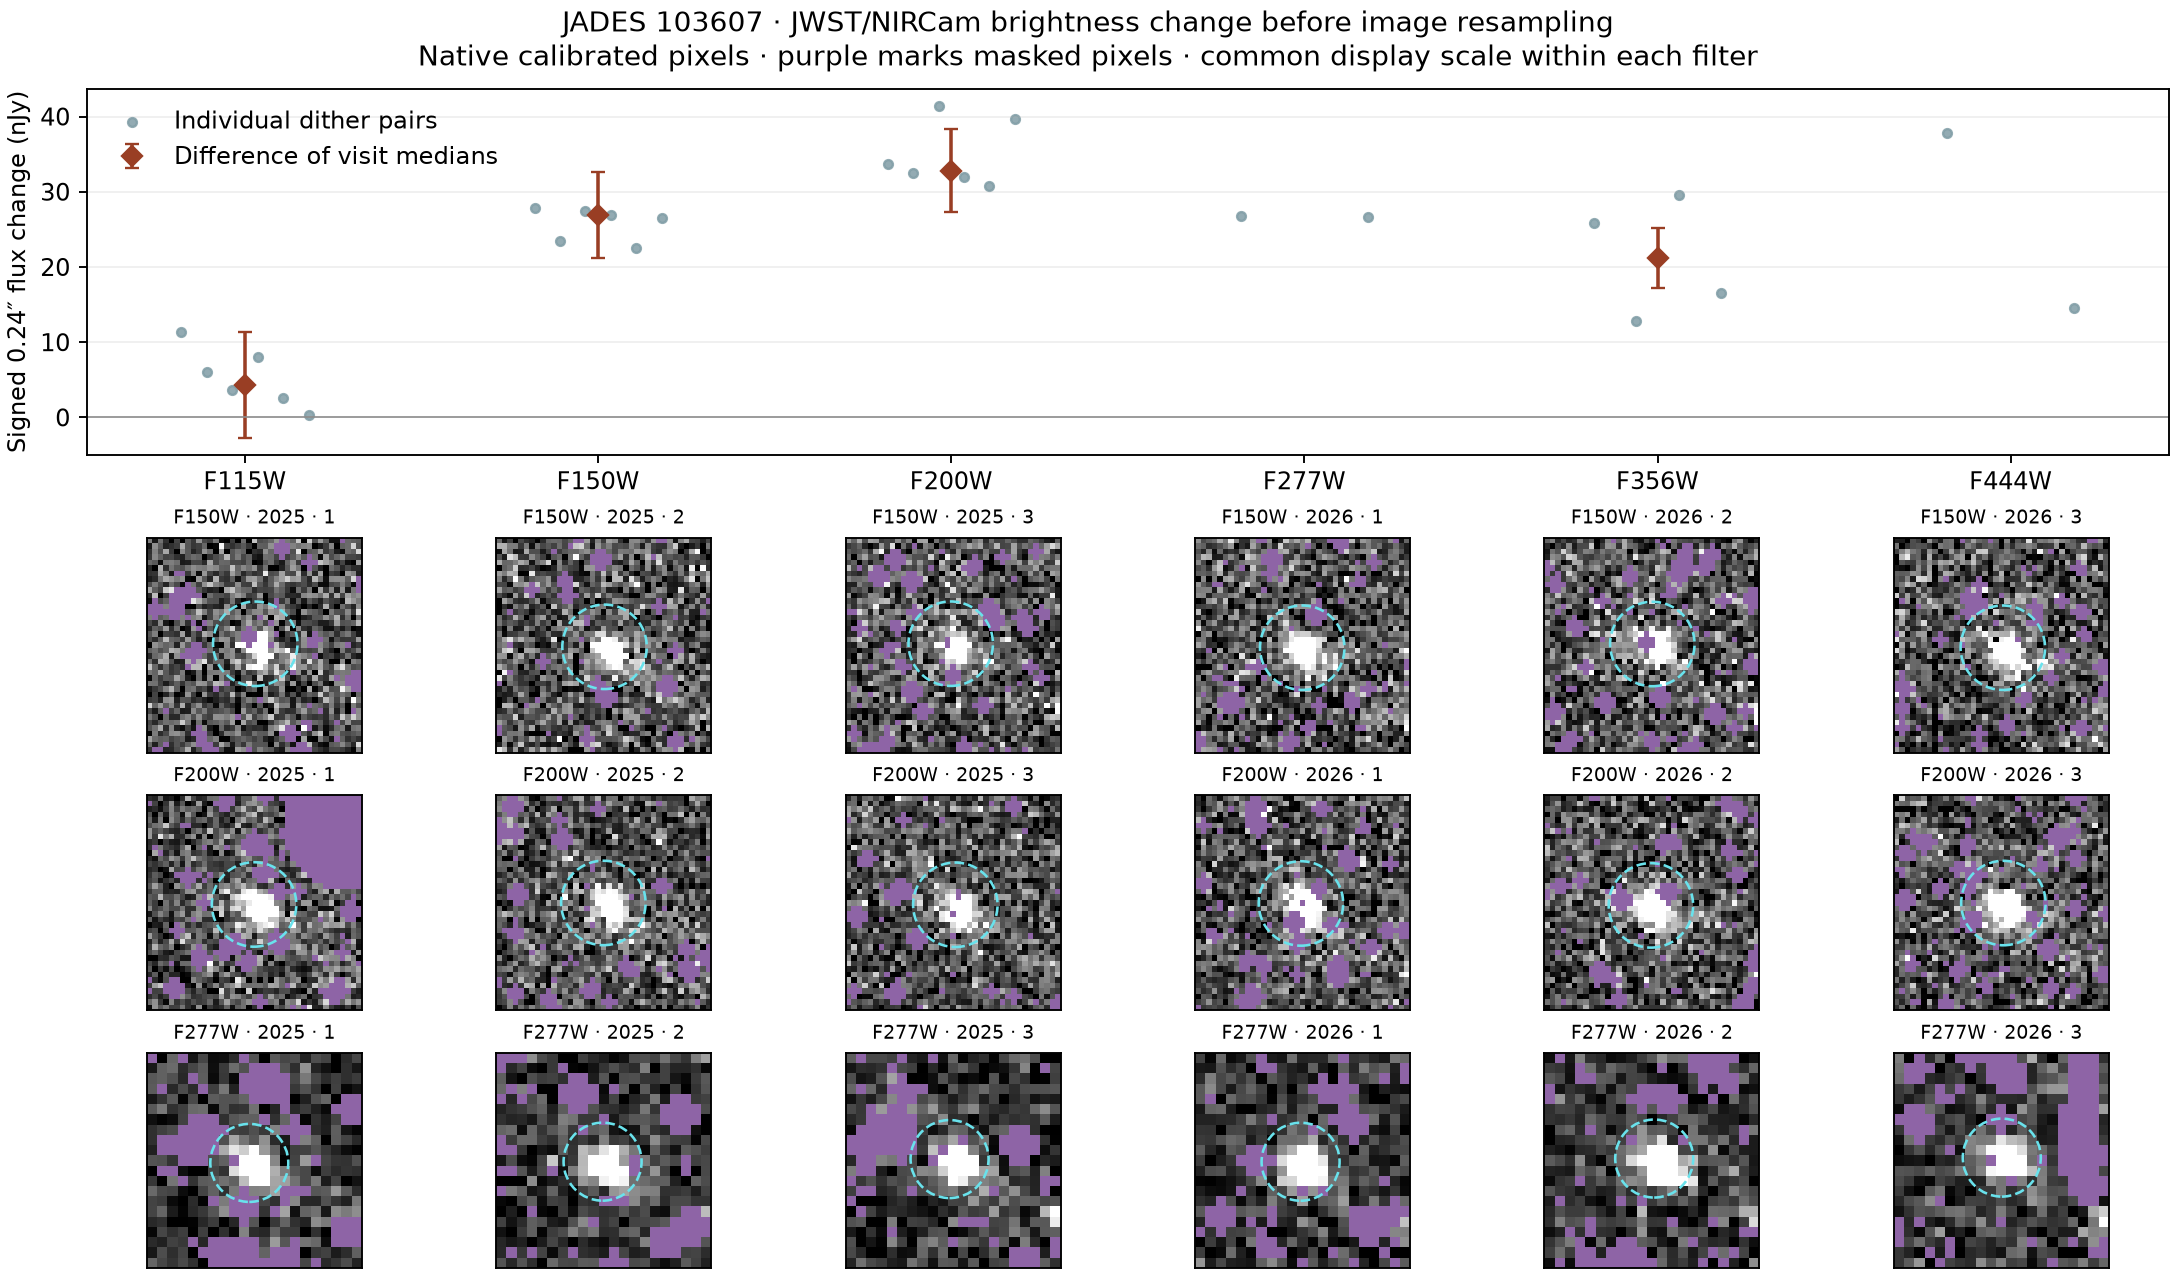 JADES 103607 · JWST/NIRCam brightness change before image resampling
Native calibrated pixels · purple marks masked pixels · common display scale within each filter
Signed 0.24″ flux change (nJy)
40
30
20
10
0
Individual dither pairs
Difference of visit medians
F115W F150W F200W F277W F356W F444W
F150W · 2025 · 1 F150W · 2025 · 2 F150W · 2025 · 3 F150W · 2026 · 1 F150W · 2026 · 2 F150W · 2026 · 3
F200W · 2025 · 1 F200W · 2025 · 2 F200W · 2025 · 3 F200W · 2026 · 1 F200W · 2026 · 2 F200W · 2026 · 3
F277W · 2025 · 1 F277W · 2025 · 2 F277W · 2025 · 3 F277W · 2026 · 1 F277W · 2026 · 2 F277W · 2026 · 3